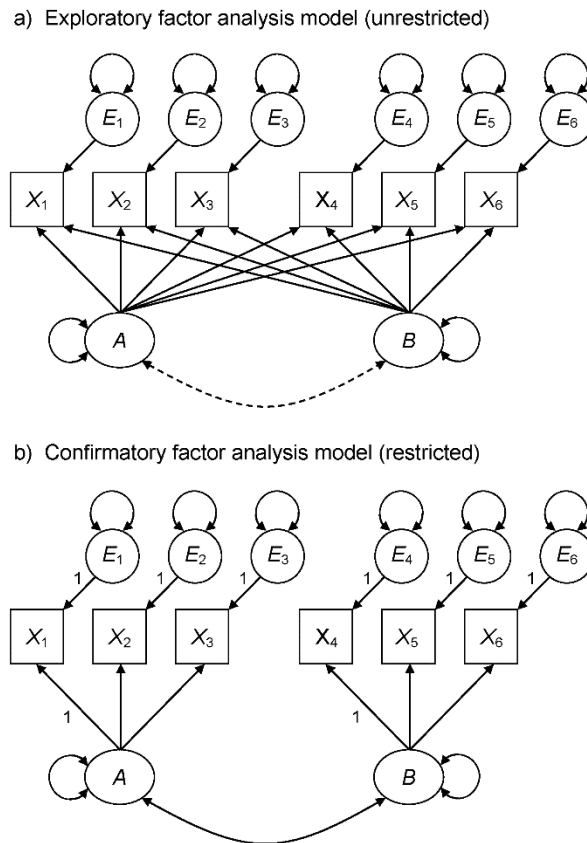 a) Exploratory factor analysis model (unrestricted)
E₁ E₂ E₃ E₄ E₅ E₆
X₁ X₂ X₃ X₄ X₅ X₆
A B
b) Confirmatory factor analysis model (restricted)
E₁ E₂ E₃ E₄ E₅ E₆
1 1 1 1 1 1
X₁ X₂ X₃ X₄ X₅ X₆
1 1
A B